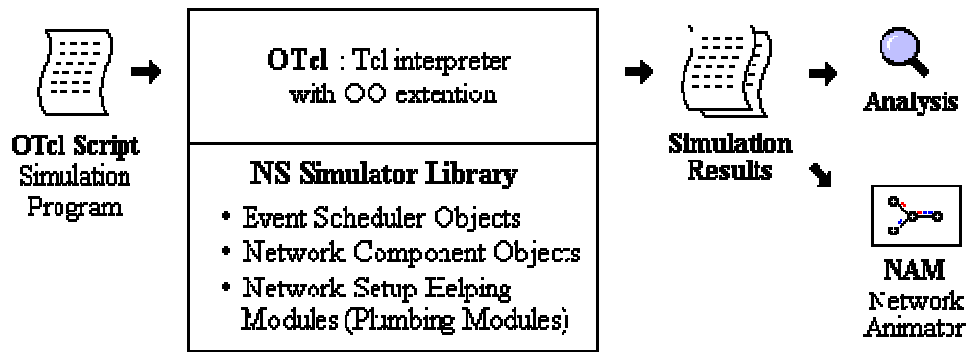 OTcl Script
Simulation
Program
OTcl : Tcl interpreter
with OO extention
NS Simulator Library
• Event Scheduler Objects
• Network Component Objects
• Network Setup Helping
Modules (Plumbing Modules)
Simulation
Results
Analysis
NAM
Network
Animator